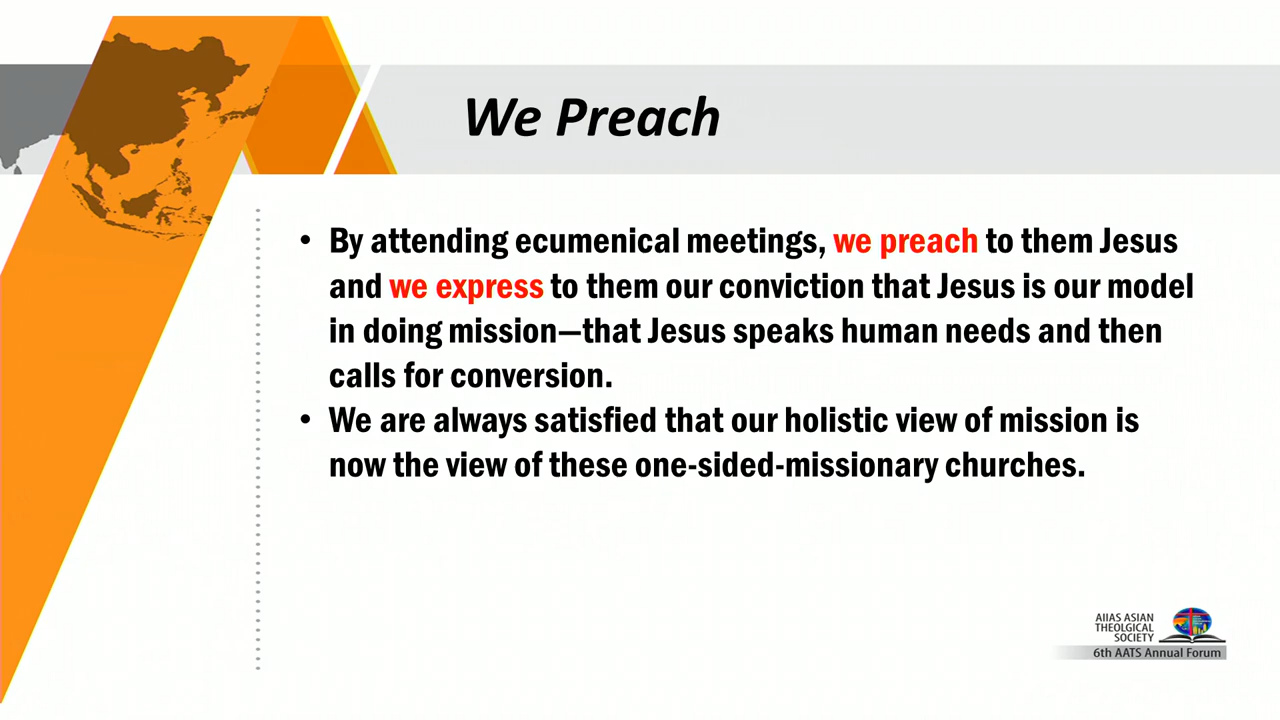 We Preach
• By attending ecumenical meetings, we preach to them Jesus
and we express to them our conviction that Jesus is our model
in doing mission—that Jesus speaks human needs and then
calls for conversion.
• We are always satisfied that our holistic view of mission is
now the view of these one-sided-missionary churches.
AIIAS ASIAN
THEOLGICAL
SOCIETY
6th AATS Annual Forum